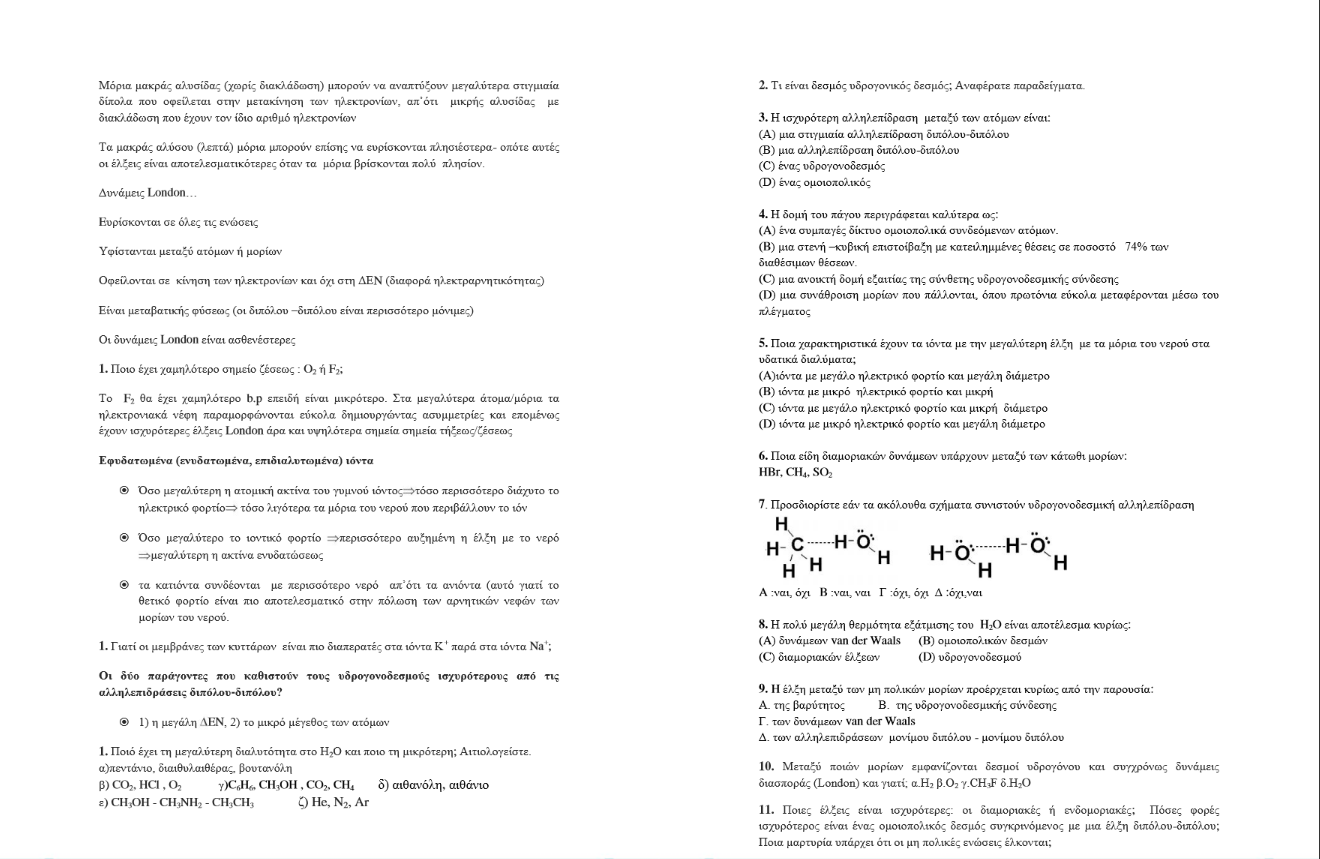 Μόρια μακράς αλυσίδας (χωρίς διακλάδωση) μπορούν να αναπτύξουν μεγαλύτερα στιγμιαία
δίπολα που οφείλεται στην μετακίνηση των ηλεκτρονίων, απ΄ότι μικρής αλυσίδας με
διακλάδωση που έχουν τον ίδιο αριθμό ηλεκτρονίων
Τα μακράς αλύσου (λεπτά) μόρια μπορούν επίσης να ευρίσκονται πλησιέστερα- οπότε αυτές
οι έλξεις είναι αποτελεσματικότερες όταν τα μόρια βρίσκονται πολύ πλησίον.
Δυνάμεις London…
Ευρίσκονται σε όλες τις ενώσεις
Υφίστανται μεταξύ ατόμων ή μορίων
Οφείλονται σε κίνηση των ηλεκτρονίων και όχι στη ΔΕΝ (διαφορά ηλεκτραρνητικότητας)
Είναι μεταβατικής φύσεως (οι διπόλου –διπόλου είναι περισσότερο μόνιμες)
Οι δυνάμεις London είναι ασθενέστερες
1. Ποιο έχει χαμηλότερο σημείο ζέσεως : O₂ ή F₂;
Το F₂ θα έχει χαμηλότερο b.p επειδή είναι μικρότερο. Στα μεγαλύτερα άτομα/μόρια τα
ηλεκτρονιακά νέφη παραμορφώνονται εύκολα δημιουργώντας ασυμμετρίες και επομένως
έχουν ισχυρότερες έλξεις London άρα και υψηλότερα σημεία σημεία τήξεως/ζέσεως
Εφυδατωμένα (ενυδατωμένα, επιδιαλυτωμένα) ιόντα
⦿ Όσο μεγαλύτερη η ατομική ακτίνα του γυμνού ιόντος⇒τόσο περισσότερο διάχυτο το
ηλεκτρικό φορτίο⇒ τόσο λιγότερα τα μόρια του νερού που περιβάλλουν το ιόν
⦿ Όσο μεγαλύτερο το ιοντικό φορτίο ⇒περισσότερο αυξημένη η έλξη με το νερό
⇒μεγαλύτερη η ακτίνα ενυδατώσεως
⦿ τα κατιόντα συνδέονται με περισσότερο νερό απ΄ότι τα ανιόντα (αυτό γιατί το
θετικό φορτίο είναι πιο αποτελεσματικό στην πόλωση των αρνητικών νεφών των
μορίων του νερού.
1. Γιατί οι μεμβράνες των κυττάρων είναι πιο διαπερατές στα ιόντα K⁺ παρά στα ιόντα Na⁺;
Οι δύο παράγοντες που καθιστούν τους υδρογονοδεσμούς ισχυρότερους από τις
αλληλεπιδράσεις διπόλου-διπόλου?
⦿ 1) η μεγάλη ΔΕΝ, 2) το μικρό μέγεθος των ατόμων
1. Ποιό έχει τη μεγαλύτερη διαλυτότητα στο H₂O και ποιο τη μικρότερη; Αιτιολογείστε.
α)πεντάνιο, διαιθυλαιθέρας, βουτανόλη
β) CO₂, HCl , O₂ γ)C₆H₆, CH₃OH , CO₂, CH₄ δ) αιθανόλη, αιθάνιο
ε) CH₃OH - CH₃NH₂ - CH₃CH₃ ζ) He, N₂, Ar
2. Τι είναι δεσμός υδρογονικός δεσμός; Αναφέρατε παραδείγματα.
3. Η ισχυρότερη αλληλεπίδραση μεταξύ των ατόμων είναι:
(A) μια στιγμιαία αλληλεπίδραση διπόλου-διπόλου
(B) μια αλληλεπίδρσαη διπόλου-διπόλου
(C) ένας υδρογονοδεσμός
(D) ένας ομοιοπολικός
4. Η δομή του πάγου περιγράφεται καλύτερα ως:
(A) ένα συμπαγές δίκτυο ομοιοπολικά συνδεόμενων ατόμων.
(B) μια στενή –κυβική επιστοίβαξη με κατειλημμένες θέσεις σε ποσοστό 74% των
διαθέσιμων θέσεων.
(C) μια ανοικτή δομή εξαιτίας της σύνθετης υδρογονοδεσμικής σύνδεσης
(D) μια συνάθροιση μορίων που πάλλονται, όπου πρωτόνια εύκολα μεταφέρονται μέσω του
πλέγματος
5. Ποια χαρακτηριστικά έχουν τα ιόντα με την μεγαλύτερη έλξη με τα μόρια του νερού στα
υδατικά διαλύματα;
(A)ιόντα με μεγάλο ηλεκτρικό φορτίο και μεγάλη διάμετρο
(B) ιόντα με μικρό ηλεκτρικό φορτίο και μικρή
(C) ιόντα με μεγάλο ηλεκτρικό φορτίο και μικρή διάμετρο
(D) ιόντα με μικρό ηλεκτρικό φορτίο και μεγάλη διάμετρο
6. Ποια είδη διαμοριακών δυνάμεων υπάρχουν μεταξύ των κάτωθι μορίων:
HBr, CH₄, SO₂
7. Προσδιορίστε εάν τα ακόλουθα σχήματα συνιστούν υδρογονοδεσμική αλληλεπίδραση
H
H-C------H-Ö: H-Ö:------H-Ö:
H H H H H
A :ναι, όχι B :ναι, ναι Γ :όχι, όχι Δ :όχι,ναι
8. Η πολύ μεγάλη θερμότητα εξάτμισης του H₂O είναι αποτέλεσμα κυρίως:
(A) δυνάμεων van der Waals (B) ομοιοπολικών δεσμών
(C) διαμοριακών έλξεων (D) υδρογονοδεσμού
9. Η έλξη μεταξύ των μη πολικών μορίων προέρχεται κυρίως από την παρουσία:
Α. της βαρύτητος Β. της υδρογονοδεσμικής σύνδεσης
Γ. των δυνάμεων van der Waals
Δ. των αλληλεπιδράσεων μονίμου διπόλου - μονίμου διπόλου
10. Μεταξύ ποιών μορίων εμφανίζονται δεσμοί υδρογόνου και συγχρόνως δυνάμεις
διασποράς (London) και γιατί; α.H₂ β.O₂ γ.CH₃F δ.H₂O
11. Ποιες έλξεις είναι ισχυρότερες: οι διαμοριακές ή ενδομοριακές; Πόσες φορές
ισχυρότερος είναι ένας ομοιοπολικός δεσμός συγκρινόμενος με μια έλξη διπόλου-διπόλου;
Ποια μαρτυρία υπάρχει ότι οι μη πολικές ενώσεις έλκονται;